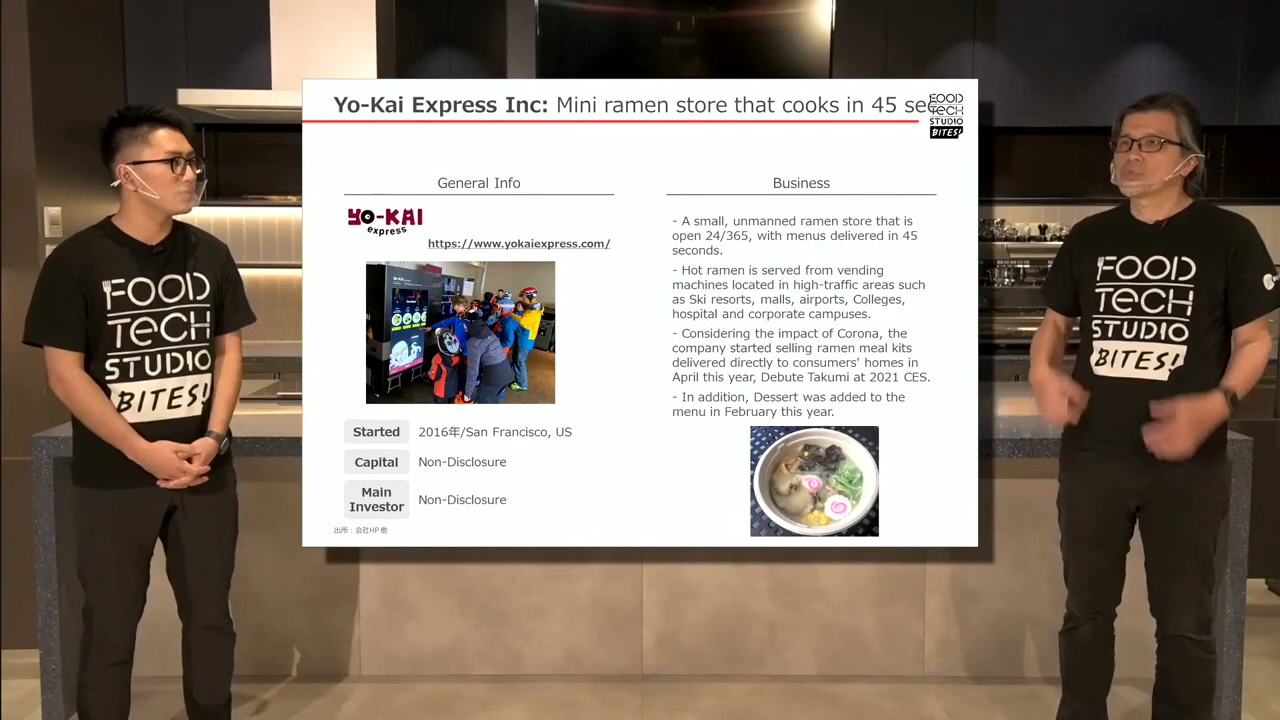 Yo-Kai Express Inc: Mini ramen store that cooks in 45 sec
FOOD
TECH
STUDIO
BITES!
General Info
YO-KAI
express
https://www.yokaiexpress.com/
Started 2016年/San Francisco, US
Capital Non-Disclosure
Main
Investor Non-Disclosure
出所：会社HP 他
Business
- A small, unmanned ramen store that is
open 24/365, with menus delivered in 45
seconds.
- Hot ramen is served from vending
machines located in high-traffic areas such
as Ski resorts, malls, airports, Colleges,
hospital and corporate campuses.
- Considering the impact of Corona, the
company started selling ramen meal kits
delivered directly to consumers' homes in
April this year, Debute Takumi at 2021 CES.
- In addition, Dessert was added to the
menu in February this year.
FOOD
TECH
STUDIO
BITES!
FOOD
TECH
STUDIO
BITES!